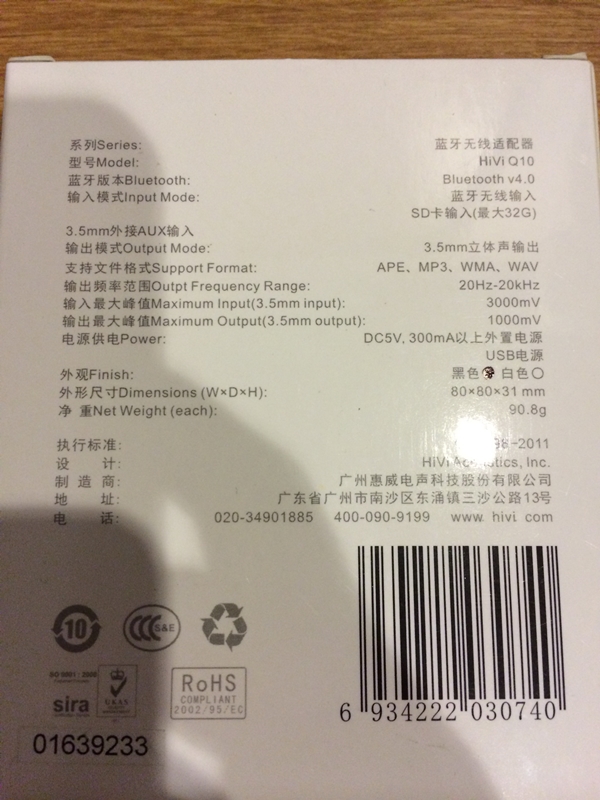 系列Series: 蓝牙无线适配器
型号Model: HiVi Q10
蓝牙版本Bluetooth: Bluetooth v4.0
输入模式Input Mode: 蓝牙无线输入
SD卡输入(最大32G)
3.5mm外接AUX输入
输出模式Output Mode: 3.5mm立体声输出
支持文件格式Support Format: APE、MP3、WMA、WAV
输出频率范围Outpt Frequency Range: 20Hz-20kHz
输入最大峰值Maximum Input(3.5mm input): 3000mV
输出最大峰值Maximum Output(3.5mm output): 1000mV
电源供电Power: DC5V, 300mA以上外置电源
USB电源
外观Finish: 黑色 白色○
外形尺寸Dimensions (W×D×H): 80×80×31 mm
净 重Net Weight (each): 90.8g
执行标准: -2011
设 计: HiVi Acoustics, Inc.
制 造 商: 广州惠威电声科技股份有限公司
地 址: 广东省广州市南沙区东涌镇三沙公路13号
电 话: 020-34901885 400-090-9199 www. hivi. com
10
CCC S&E
ISO 9001 : 2008
sira
UKAS
RoHS
COMPLIANT
2002/95/EC
6 934222 030740
01639233